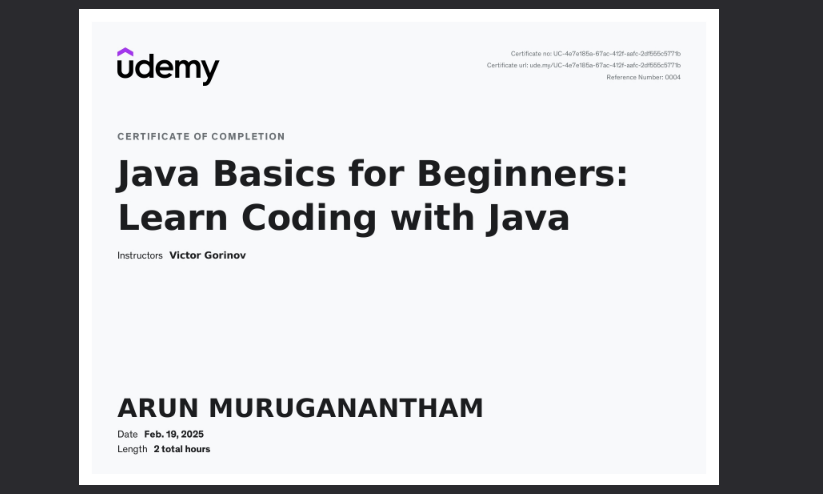 udemy
Certificate no: UC-4e7e185a-67ac-412f-aafc-2df555c5771b
Certificate url: ude.my/UC-4e7e185a-67ac-412f-aafc-2df555c5771b
Reference Number: 0004
CERTIFICATE OF COMPLETION
Java Basics for Beginners:
Learn Coding with Java
Instructors Victor Gorinov
ARUN MURUGANANTHAM
Date Feb. 19, 2025
Length 2 total hours